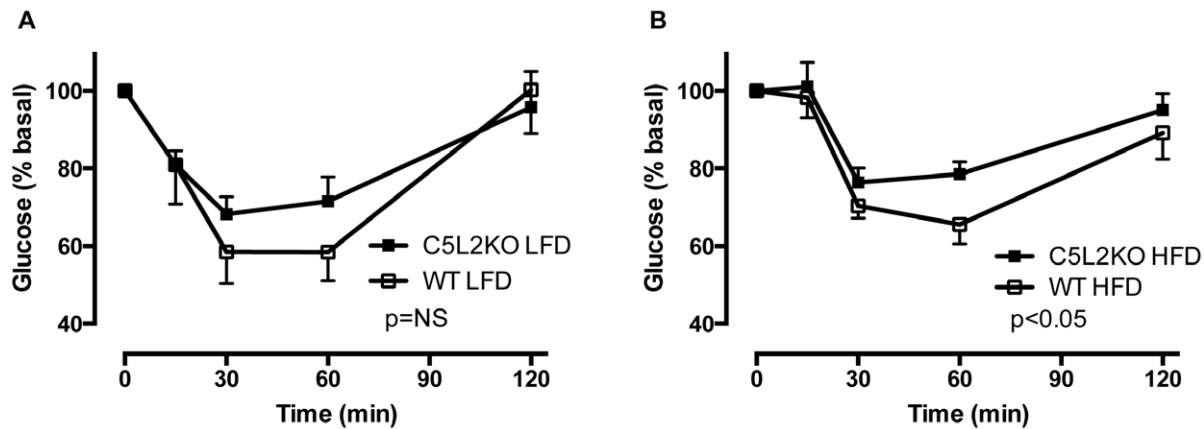 A
Glucose (% basal)
100
80
60
40
C5L2KO LFD
WT LFD
p=NS
0
30
60
90
120
Time (min)
B
Glucose (% basal)
100
80
60
40
C5L2KO HFD
WT HFD
p<0.05
0
30
60
90
120
Time (min)